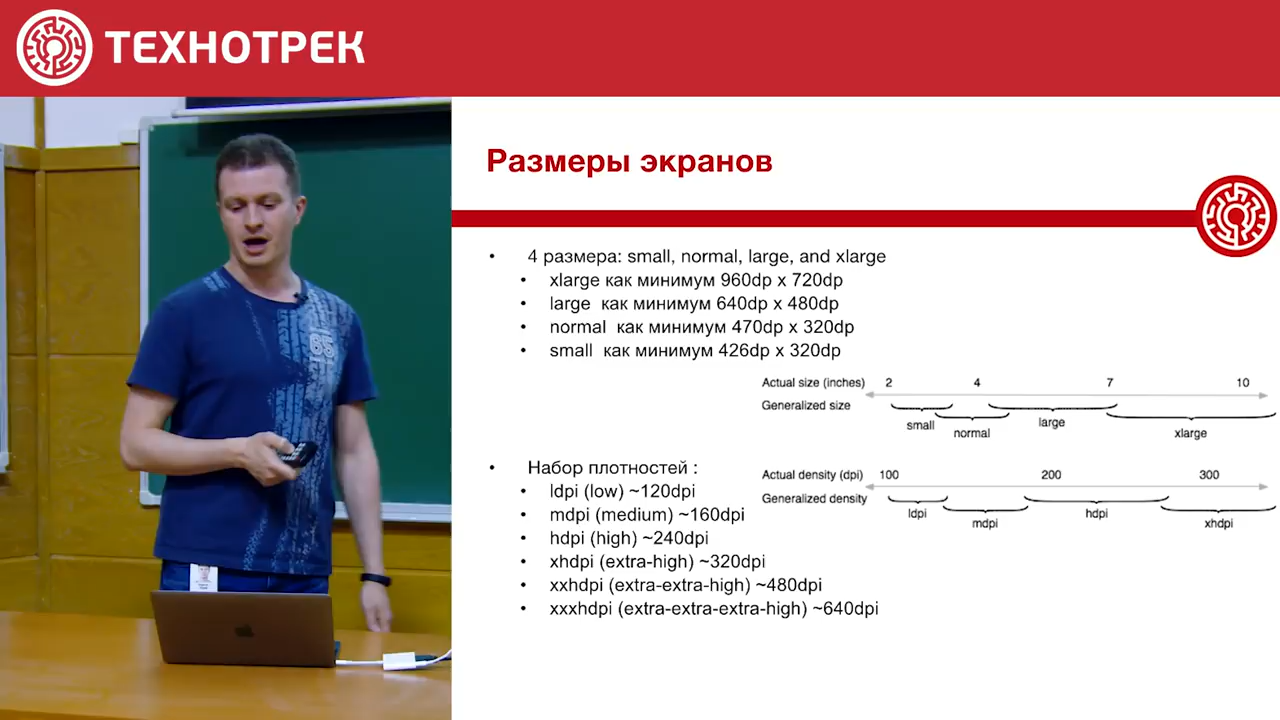 ТЕХНОТРЕК
Размеры экранов
• 4 размера: small, normal, large, and xlarge
• xlarge как минимум 960dp x 720dp
• large как минимум 640dp x 480dp
• normal как минимум 470dp x 320dp
• small как минимум 426dp x 320dp
Actual size (inches) 2 4 7 10
Generalized size
small normal large xlarge
• Набор плотностей :
• ldpi (low) ~120dpi
• mdpi (medium) ~160dpi
• hdpi (high) ~240dpi
• xhdpi (extra-high) ~320dpi
• xxhdpi (extra-extra-high) ~480dpi
• xxxhdpi (extra-extra-extra-high) ~640dpi
Actual density (dpi) 100 200 300
Generalized density
ldpi mdpi hdpi xhdpi
65